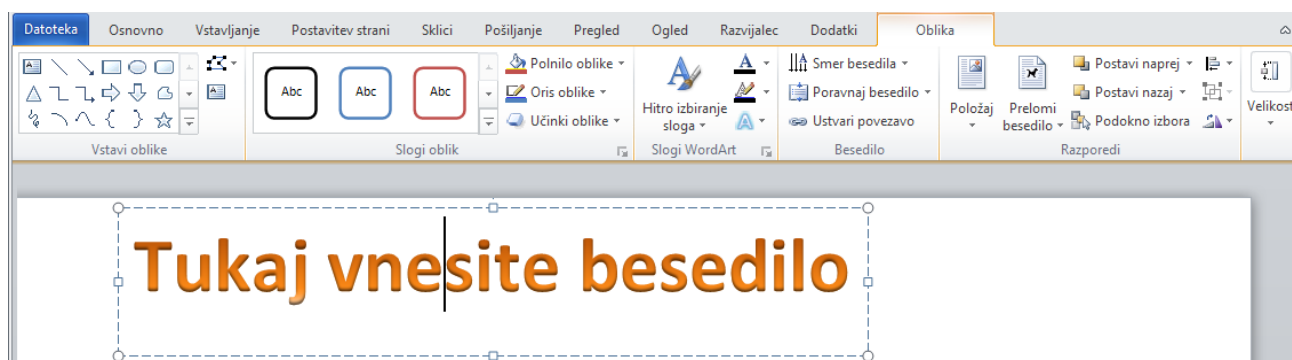 Datoteka Osnovno Vstavljanje Postavitev strani Sklici Pošiljanje Pregled Ogled Razvijalec Dodatki Oblika
Abc Abc Abc
Polnilo oblike
Oris oblike
Učinki oblike
Hitro izbiranje
sloga
A
A
A
Smer besedila
Poravnaj besedilo
Ustvari povezavo
Položaj
Prelomi
besedilo
Postavi naprej
Postavi nazaj
Podokno izbora
Velikost
Vstavi oblike Slogi oblik Slogi WordArt Besedilo Razporedi
Tukaj vnesite besedilo